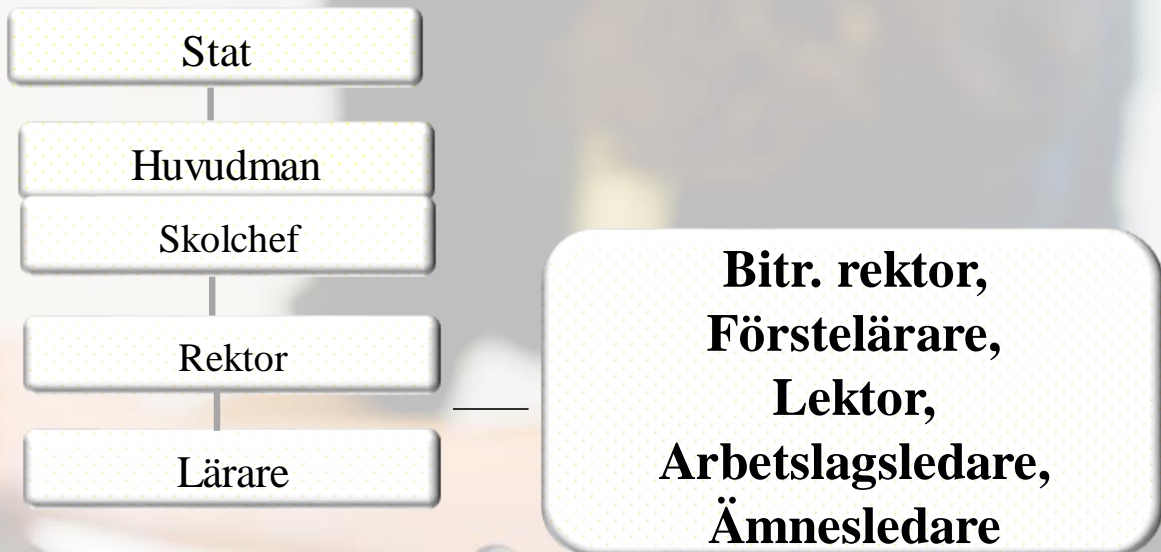 Stat
Huvudman
Skolchef
Rektor
Lärare
Bitr. rektor,
Förstelärare,
Lektor,
Arbetslagsledare,
Ämnesledare